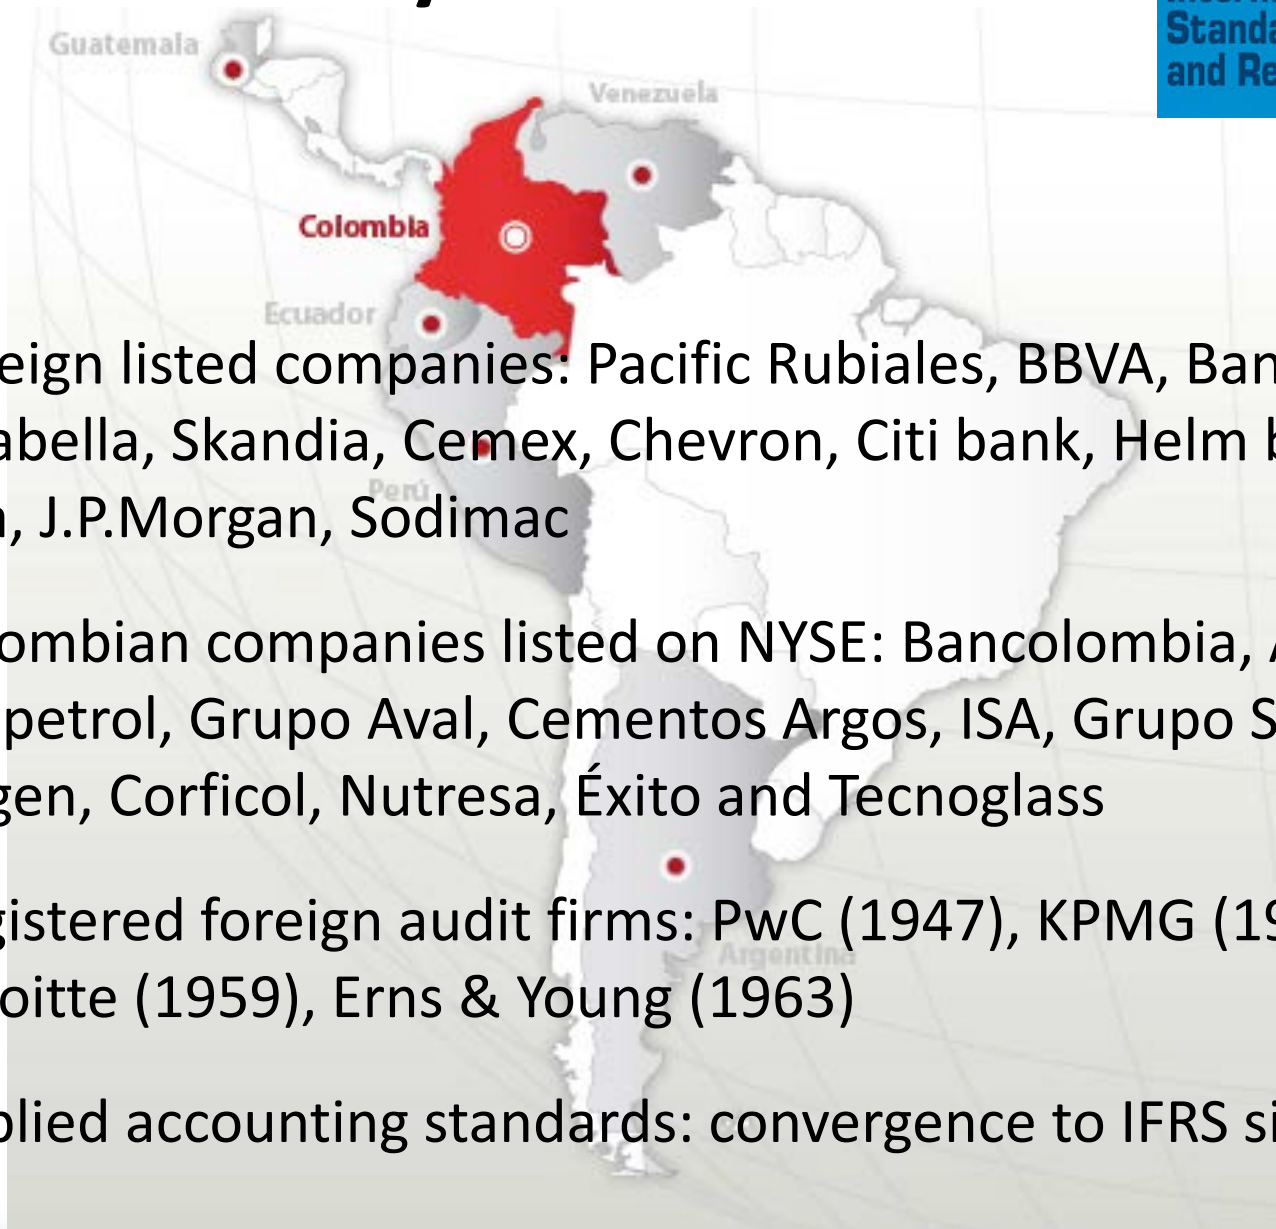 Standa
and Re
Guatemala
Venezuela
Colombia
Ecuador
eign listed companies: Pacific Rubiales, BBVA, Ban
abella, Skandia, Cemex, Chevron, Citi bank, Helm b
Perú
, J.P.Morgan, Sodimac
ombian companies listed on NYSE: Bancolombia, A
petrol, Grupo Aval, Cementos Argos, ISA, Grupo S
gen, Corficol, Nutresa, Éxito and Tecnoglass
gistered foreign audit firms: PwC (1947), KPMG (19
Argentina
oitte (1959), Erns & Young (1963)
plied accounting standards: convergence to IFRS si